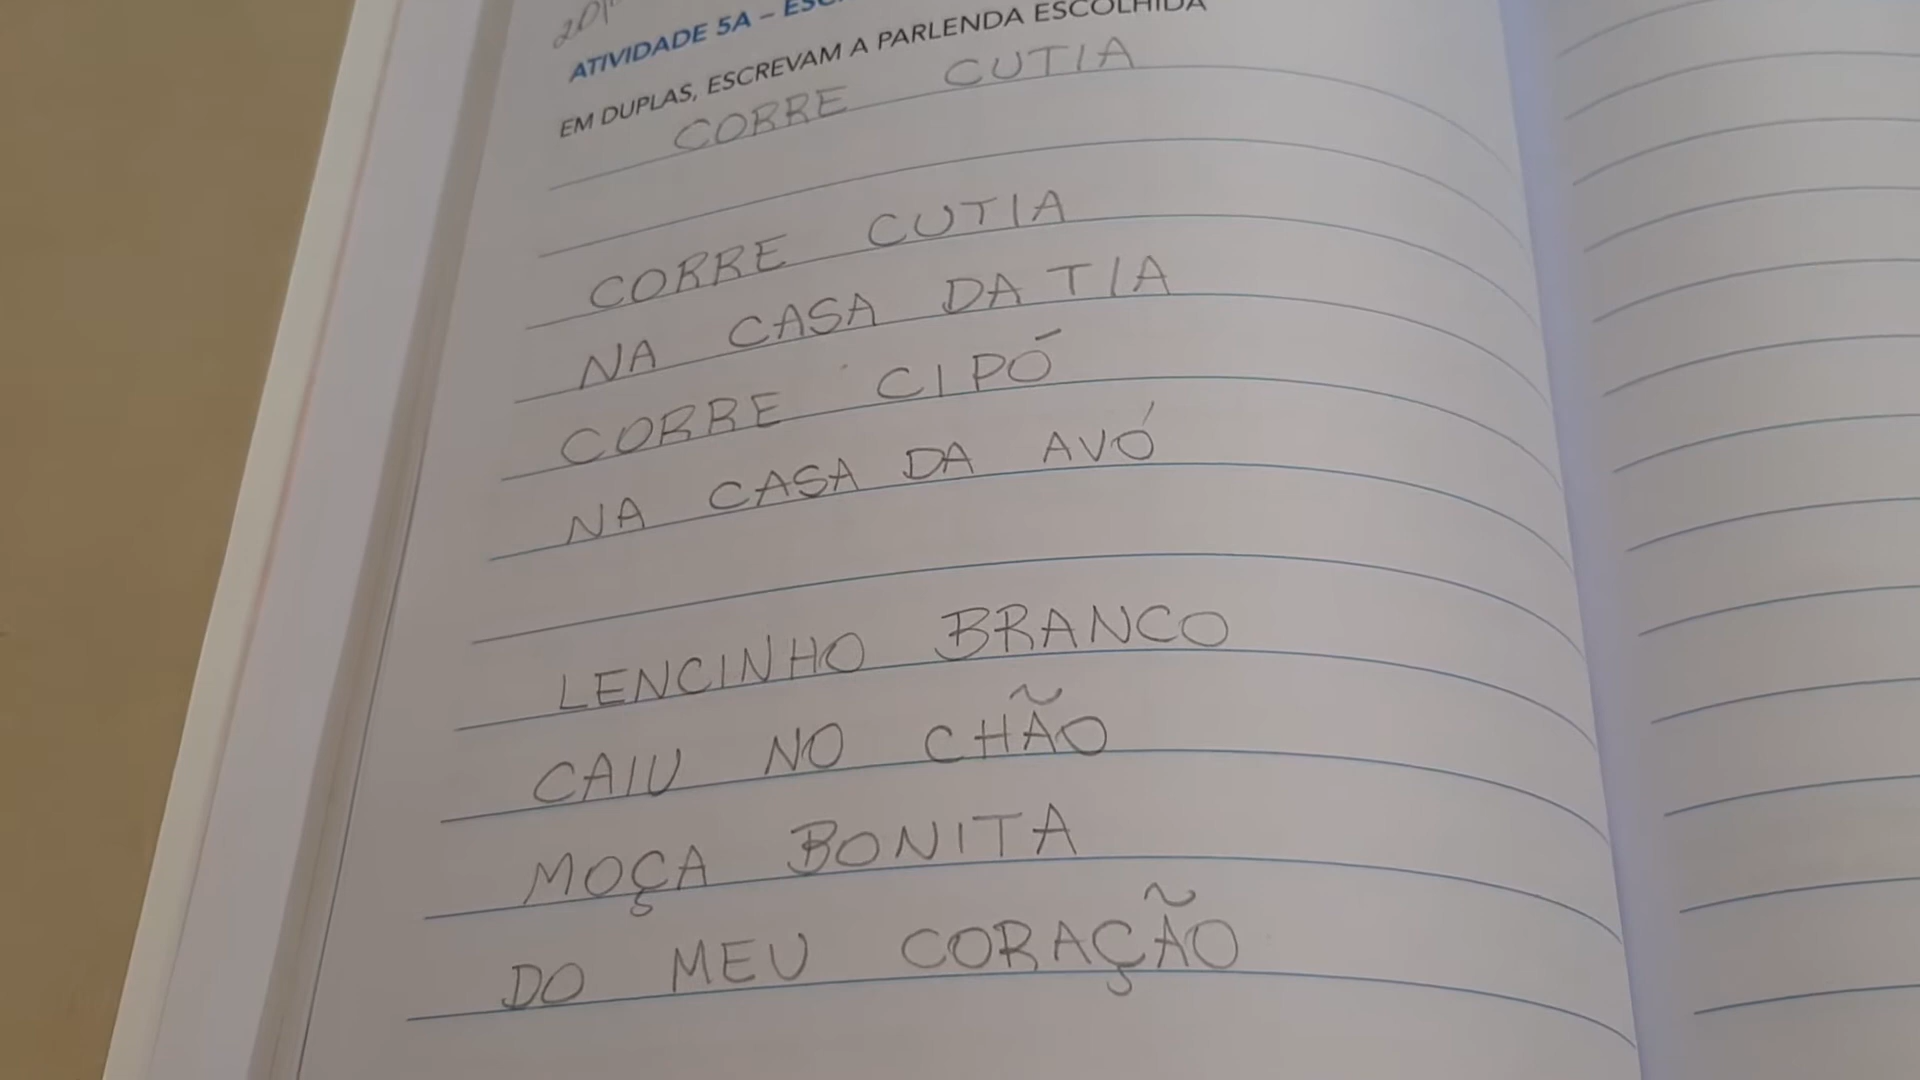 ATIVIDADE 5A –
EM DUPLAS, ESCREVAM A PARLENDA ESCOLHIDA
CORRE CUTIA
CORRE CUTIA
NA CASA DA TIA
CORRE CIPÓ
NA CASA DA AVÓ
LENCINHO BRANCO
CAIU NO CHÃO
MOÇA BONITA
DO MEU CORAÇÃO